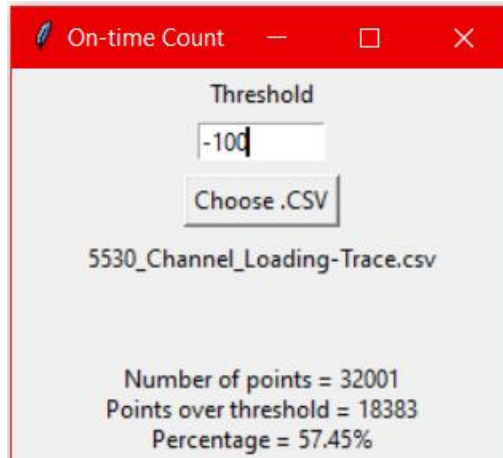 On-time Count
Threshold
-100
Choose .CSV
5530_Channel_Loading-Trace.csv
Number of points = 32001
Points over threshold = 18383
Percentage = 57.45%